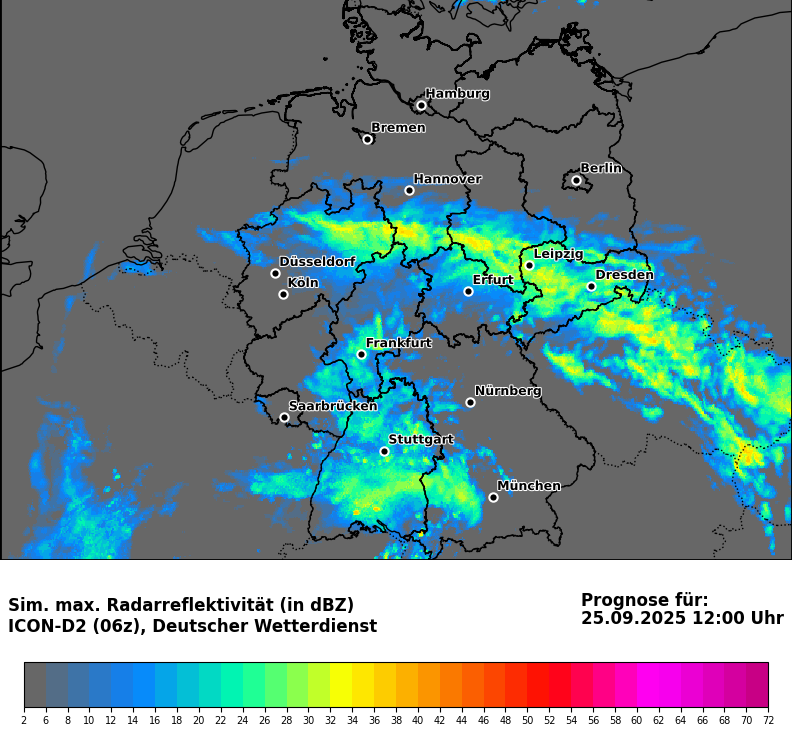 Hamburg
Bremen
Berlin
Hannover
Leipzig
Düsseldorf
Dresden
Erfurt
Köln
Frankfurt
Nürnberg
Saarbrücken
Stuttgart
München
Sim. max. Radarreflektivität (in dBZ)
ICON-D2 (06z), Deutscher Wetterdienst
Prognose für:
25.09.2025 12:00 Uhr
2 6 8 10 12 14 16 18 20 22 24 26 28 30 32 34 36 38 40 42 44 46 48 50 52 54 56 58 60 62 64 66 68 70 72